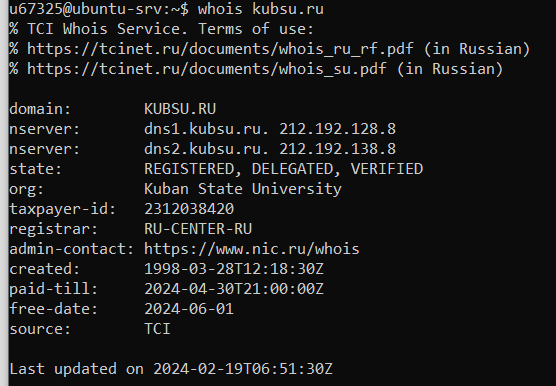 u67325@ubuntu-srv:~$ whois kubsu.ru
% TCI Whois Service. Terms of use:
% https://tcinet.ru/documents/whois_ru_rf.pdf (in Russian)
% https://tcinet.ru/documents/whois_su.pdf (in Russian)

domain:        KUBSU.RU
nserver:       dns1.kubsu.ru. 212.192.128.8
nserver:       dns2.kubsu.ru. 212.192.138.8
state:         REGISTERED, DELEGATED, VERIFIED
org:           Kuban State University
taxpayer-id:   2312038420
registrar:     RU-CENTER-RU
admin-contact: https://www.nic.ru/whois
created:       1998-03-28T12:18:30Z
paid-till:     2024-04-30T21:00:00Z
free-date:     2024-06-01
source:        TCI

Last updated on 2024-02-19T06:51:30Z